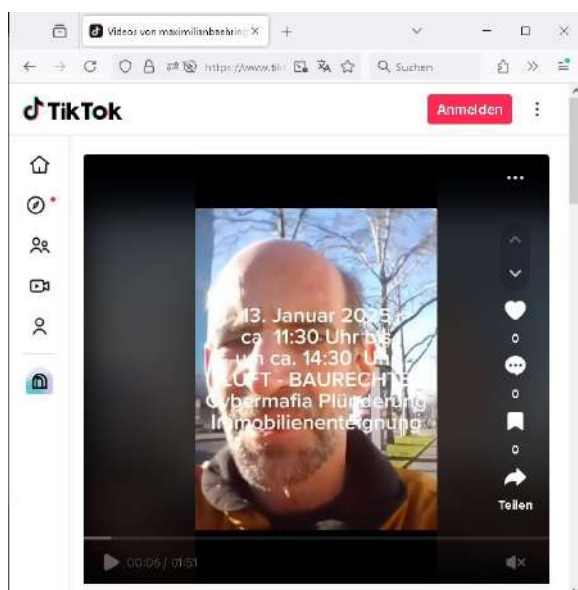 Videos von maximilianbaehring
https://www.tik
Suchen
TikTok
Anmelden
13. Januar 2025
ca 11:30 Uhr bis
um ca. 14:30 Uhr
LUFT - BAURECHTE
Cybermafia Plünderung
Immobilienenteignung
0
0
0
Teilen
00:06 / 01:51